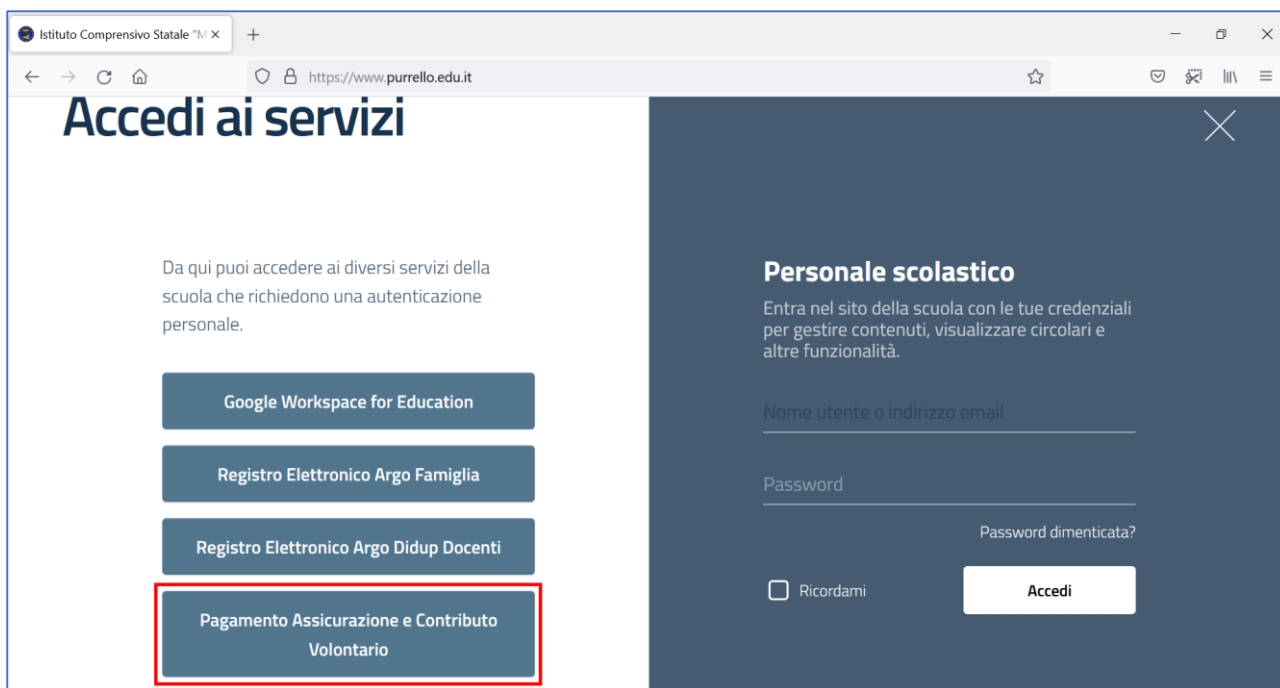 Istituto Comprensivo Statale "M
https://www.purrello.edu.it
Accedi ai servizi
Da qui puoi accedere ai diversi servizi della
scuola che richiedono una autenticazione
personale.
Google Workspace for Education
Registro Elettronico Argo Famiglia
Registro Elettronico Argo Didup Docenti
Pagamento Assicurazione e Contributo
Volontario
Personale scolastico
Entra nel sito della scuola con le tue credenziali
per gestire contenuti, visualizzare circolari e
altre funzionalità.
Nome utente o indirizzo email
Password
Password dimenticata?
Ricordami
Accedi